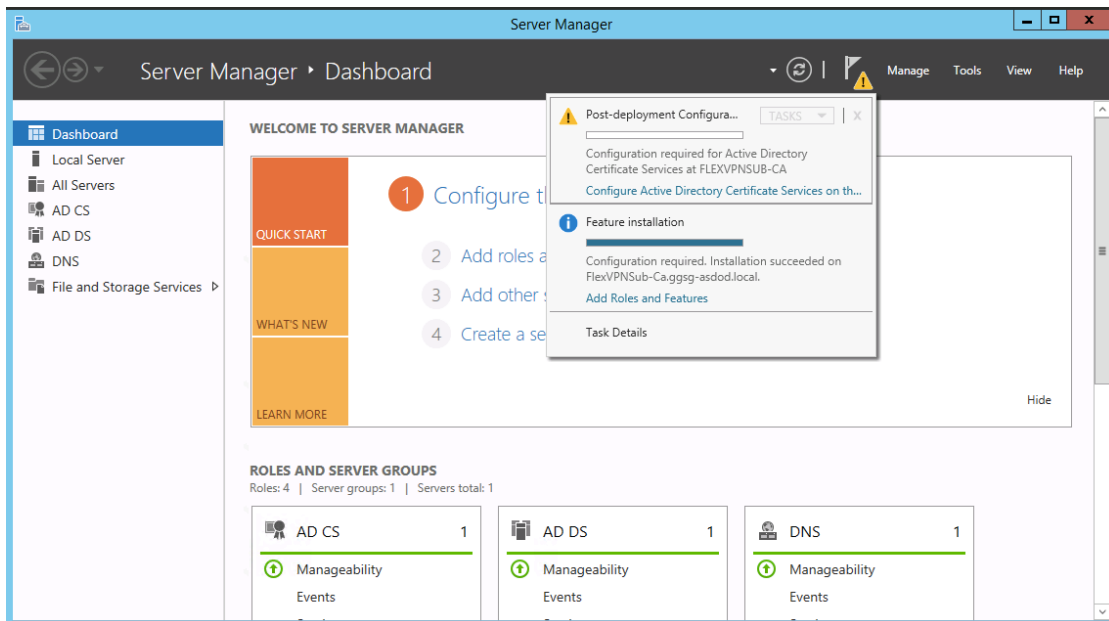 Server Manager
Server Manager • Dashboard
Manage Tools View Help
Dashboard
Local Server
All Servers
AD CS
AD DS
DNS
File and Storage Services
WELCOME TO SERVER MANAGER
QUICK START
WHAT'S NEW
LEARN MORE
1 Configure t
2 Add roles a
3 Add other s
4 Create a se
Hide
Post-deployment Configura... TASKS X
Configuration required for Active Directory
Certificate Services at FLEXVPNSUB-CA
Configure Active Directory Certificate Services on th...
Feature installation
Configuration required. Installation succeeded on
FlexVPNSub-Ca.ggsg-asdod.local.
Add Roles and Features
Task Details
ROLES AND SERVER GROUPS
Roles: 4 | Server groups: 1 | Servers total: 1
AD CS 1
Manageability
Events
AD DS 1
Manageability
Events
DNS 1
Manageability
Events